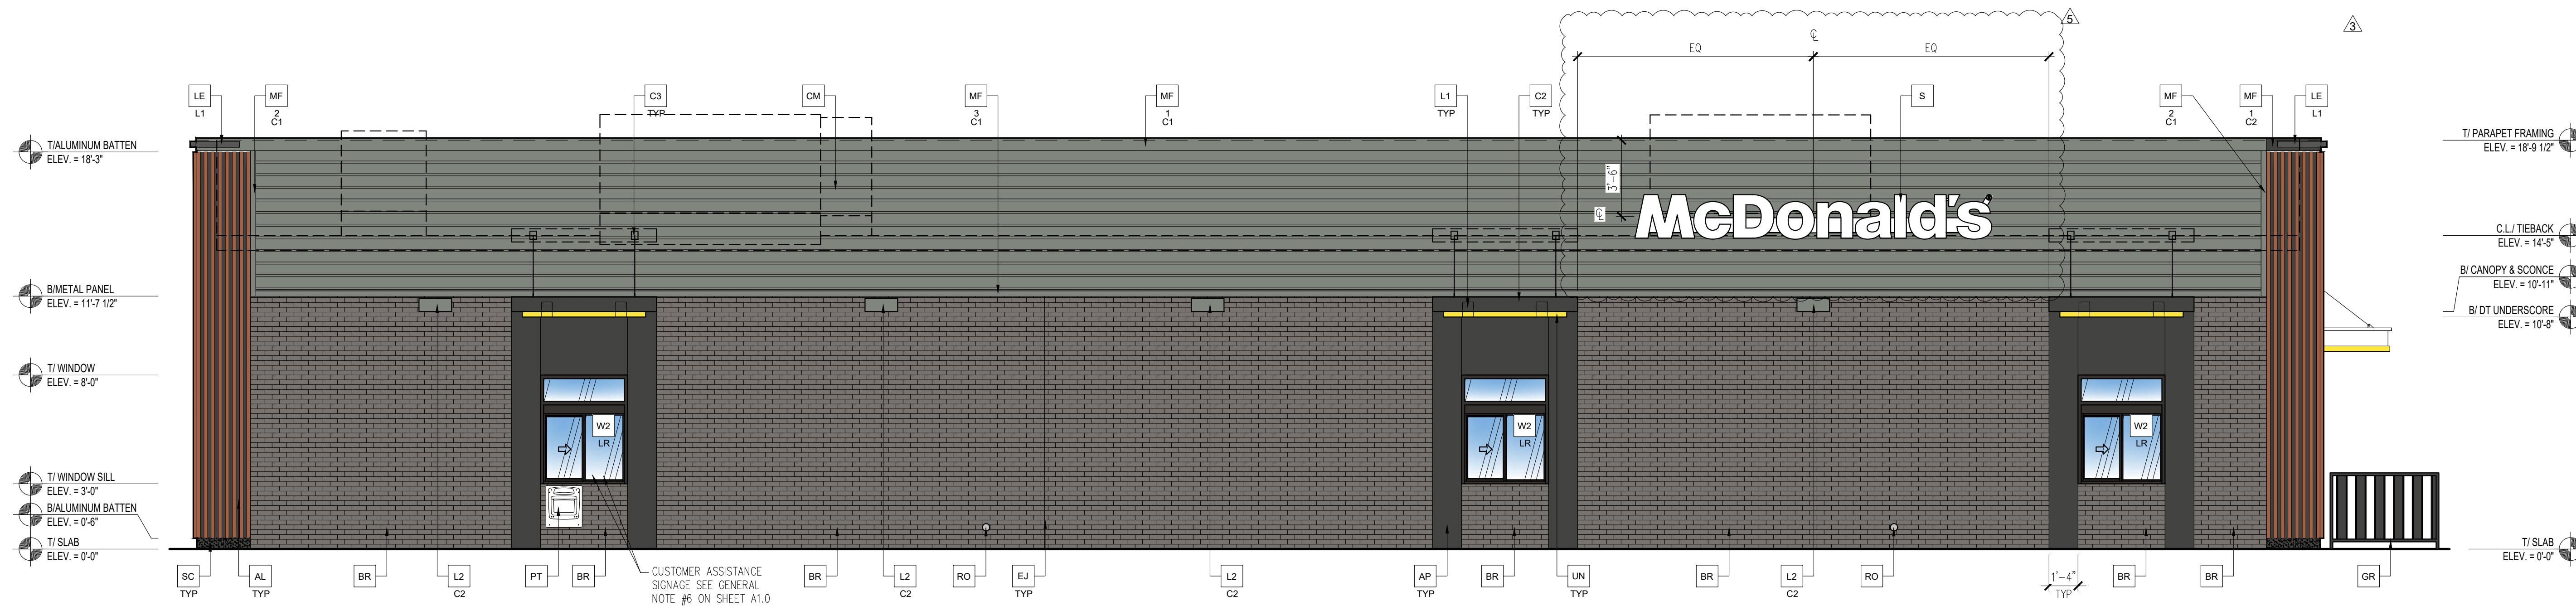 5
3
℄
EQ
EQ
LE
L1
MF
2
C1
C3
TYP
CM
MF
3
C1
MF
1
C1
L1
TYP
C2
TYP
S
MF
2
C1
MF
1
C2
LE
L1
T/ALUMINUM BATTEN
ELEV. = 18'-3"
T/ PARAPET FRAMING
ELEV. = 18'-9 1/2"
3'-6"
℄
McDonald's
C.L./ TIEBACK
ELEV. = 14'-5"
B/METAL PANEL
ELEV. = 11'-7 1/2"
B/ CANOPY & SCONCE
ELEV. = 10'-11"
B/ DT UNDERSCORE
ELEV. = 10'-8"
T/ WINDOW
ELEV. = 8'-0"
W2
LR
W2
LR
W2
LR
T/ WINDOW SILL
ELEV. = 3'-0"
B/ALUMINUM BATTEN
ELEV. = 0'-6"
T/ SLAB
ELEV. = 0'-0"
T/ SLAB
ELEV. = 0'-0"
SC
TYP
AL
TYP
BR
L2
C2
PT
BR
CUSTOMER ASSISTANCE
SIGNAGE SEE GENERAL
NOTE #6 ON SHEET A1.0
BR
L2
C2
RO
EJ
TYP
L2
C2
AP
TYP
BR
UN
TYP
BR
L2
C2
RO
1'-4"
TYP
BR
BR
GR